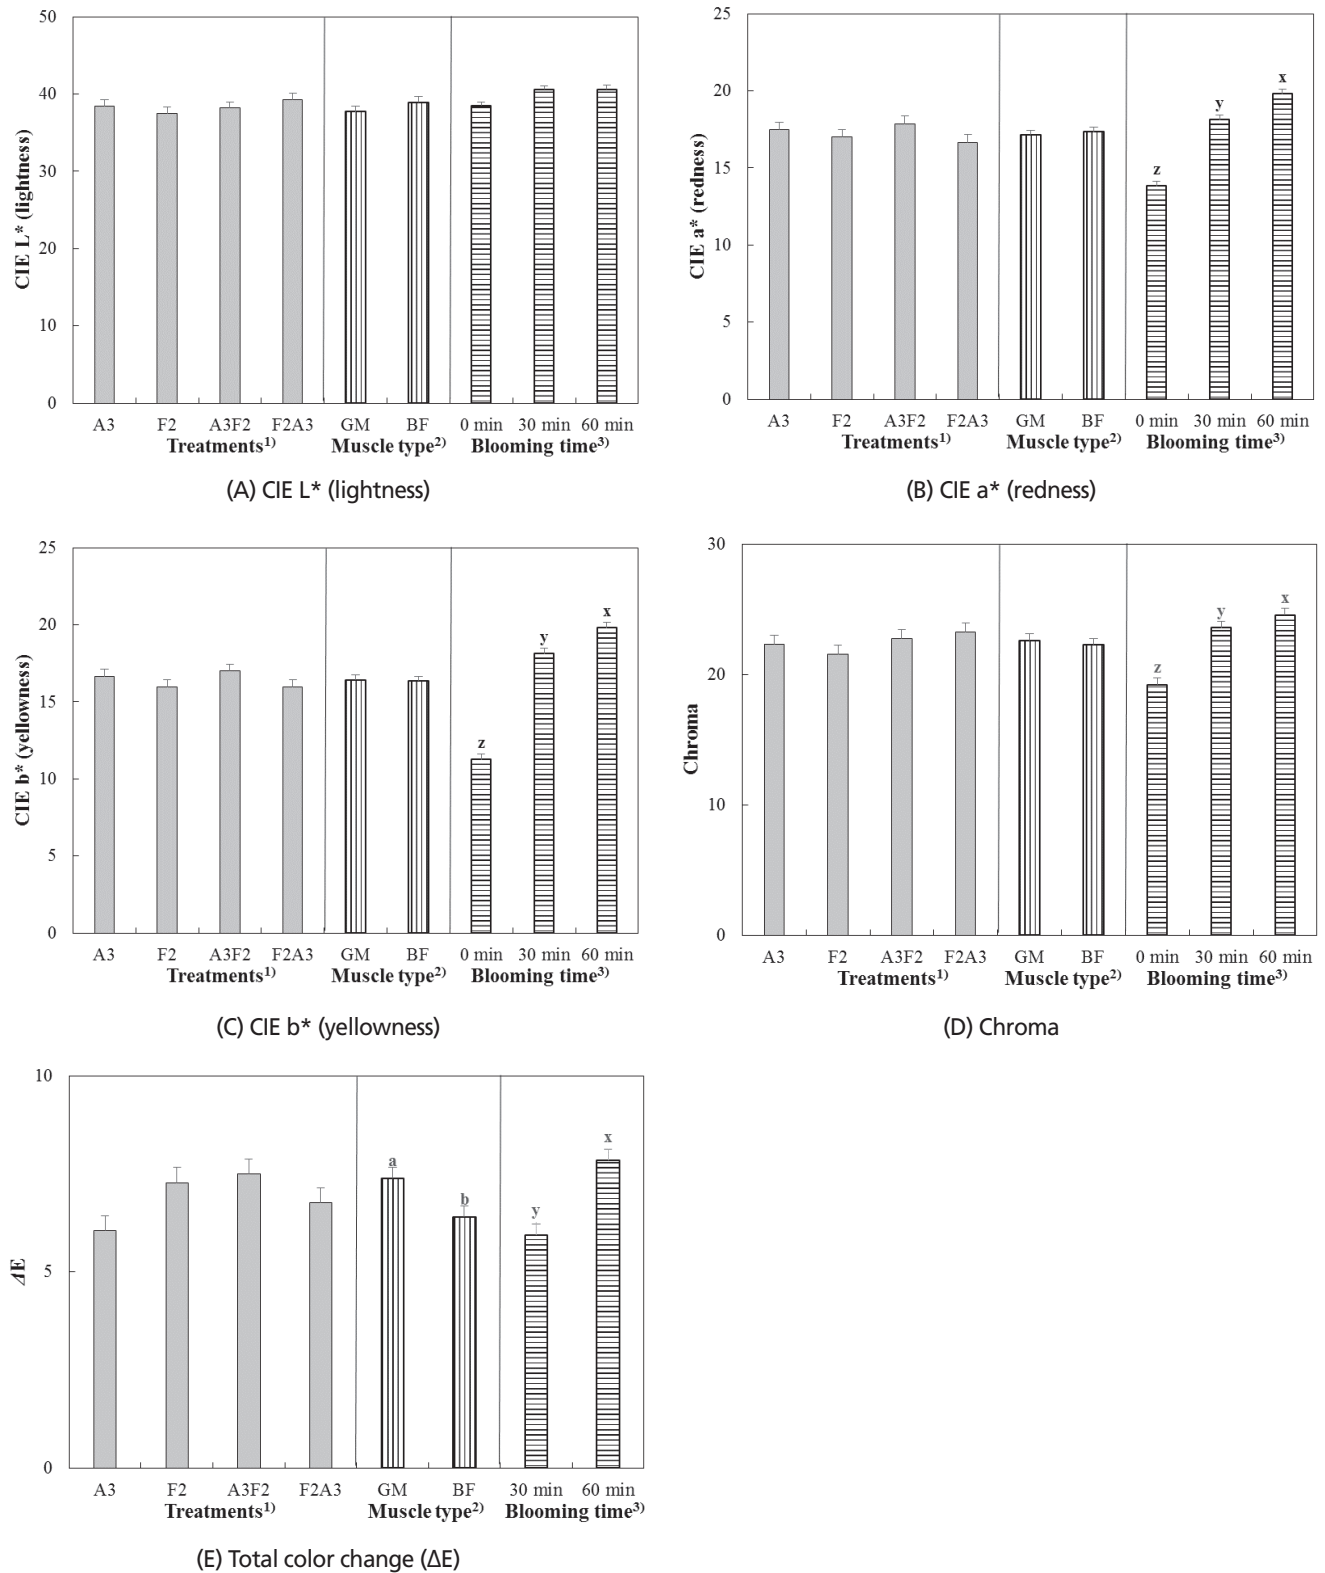 50
40
30
20
10
0
CIE L* (lightness)
A3 F2 A3F2 F2A3 GM BF 0 min 30 min 60 min
Treatments1) Muscle type2) Blooming time3)
(A) CIE L* (lightness)
25
20
15
10
5
0
CIE a* (redness)
z y x
A3 F2 A3F2 F2A3 GM BF 0 min 30 min 60 min
Treatments1) Muscle type2) Blooming time3)
(B) CIE a* (redness)
25
20
15
10
5
0
CIE b* (yellowness)
z y x
A3 F2 A3F2 F2A3 GM BF 0 min 30 min 60 min
Treatments1) Muscle type2) Blooming time3)
(C) CIE b* (yellowness)
30
20
10
0
Chroma
z y x
A3 F2 A3F2 F2A3 GM BF 0 min 30 min 60 min
Treatments1) Muscle type2) Blooming time3)
(D) Chroma
10
5
0
ΔE
a b y x
A3 F2 A3F2 F2A3 GM BF 30 min 60 min
Treatments1) Muscle type2) Blooming time3)
(E) Total color change (ΔE)